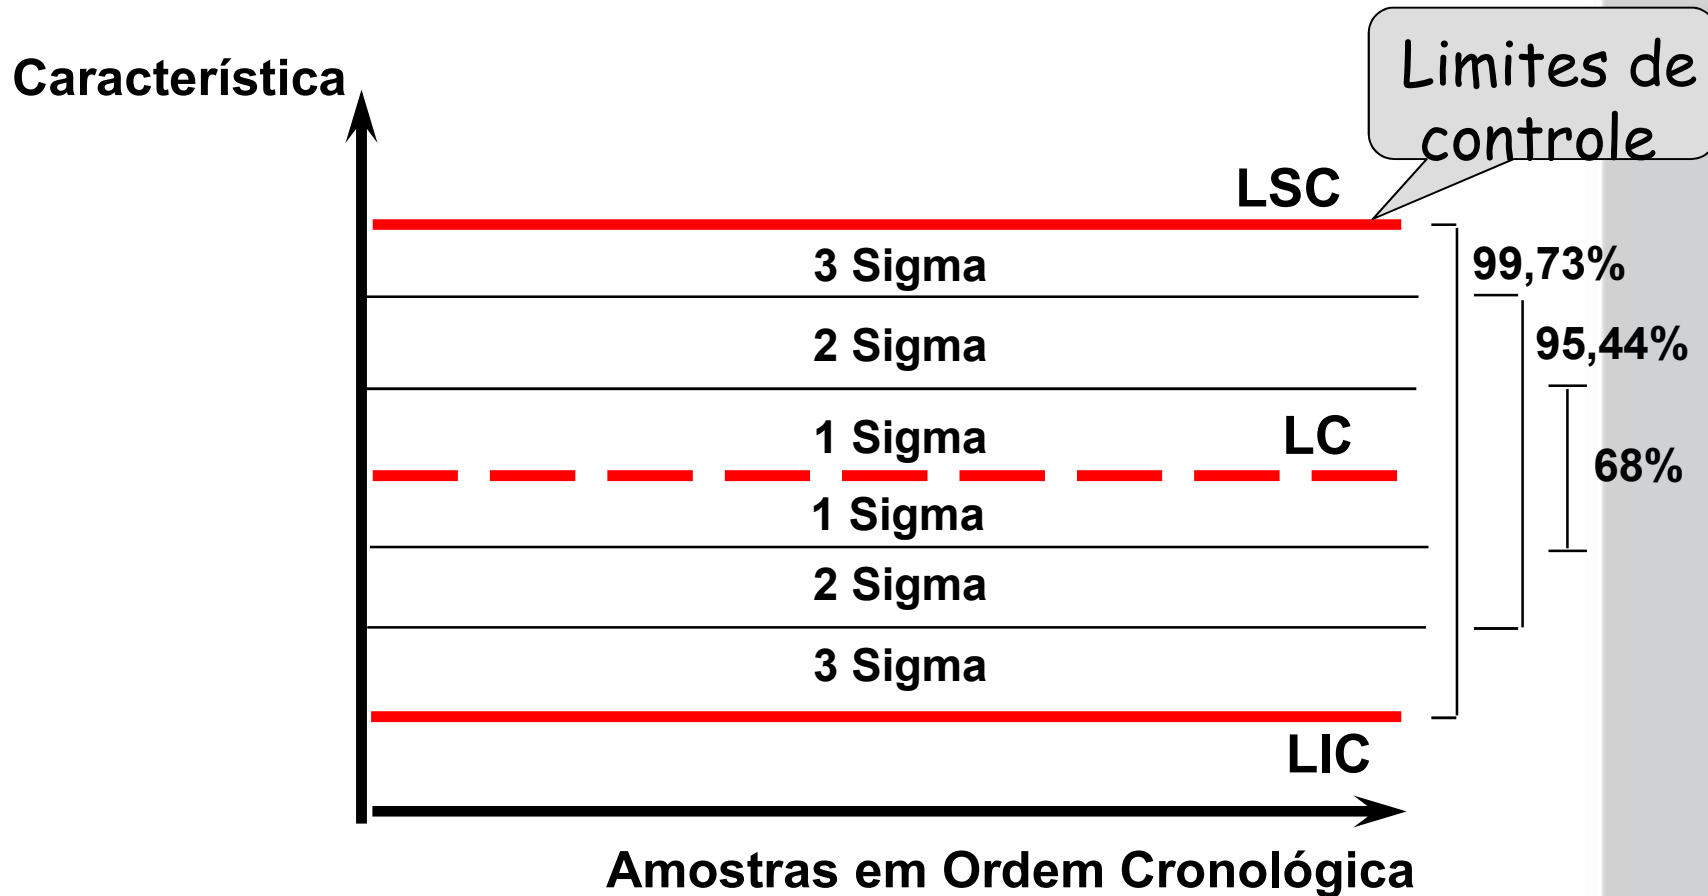 Limites de
controle
Característica
LSC
3 Sigma
99,73%
2 Sigma
95,44%
1 Sigma
LC
68%
1 Sigma
2 Sigma
3 Sigma
LIC
Amostras em Ordem Cronológica